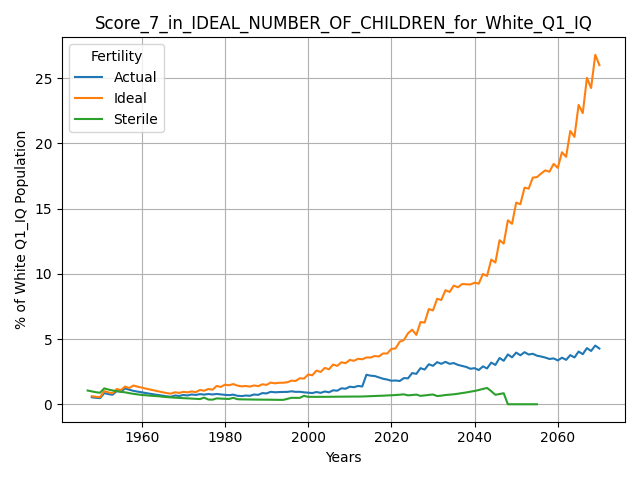 Score_7_in_IDEAL_NUMBER_OF_CHILDREN_for_White_Q1_IQ
Fertility
Actual
Ideal
Sterile
% of White Q1_IQ Population
25
20
15
10
5
0
1960
1980
2000
2020
2040
2060
Years